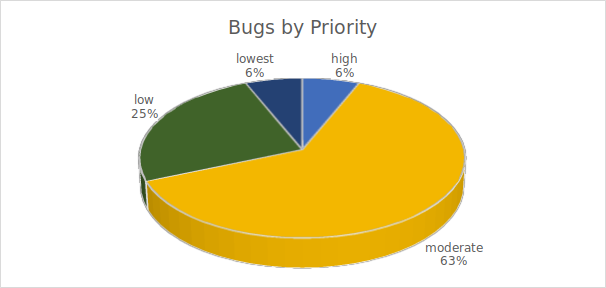 Bugs by Priority
lowest
6%
high
6%
low
25%
moderate
63%